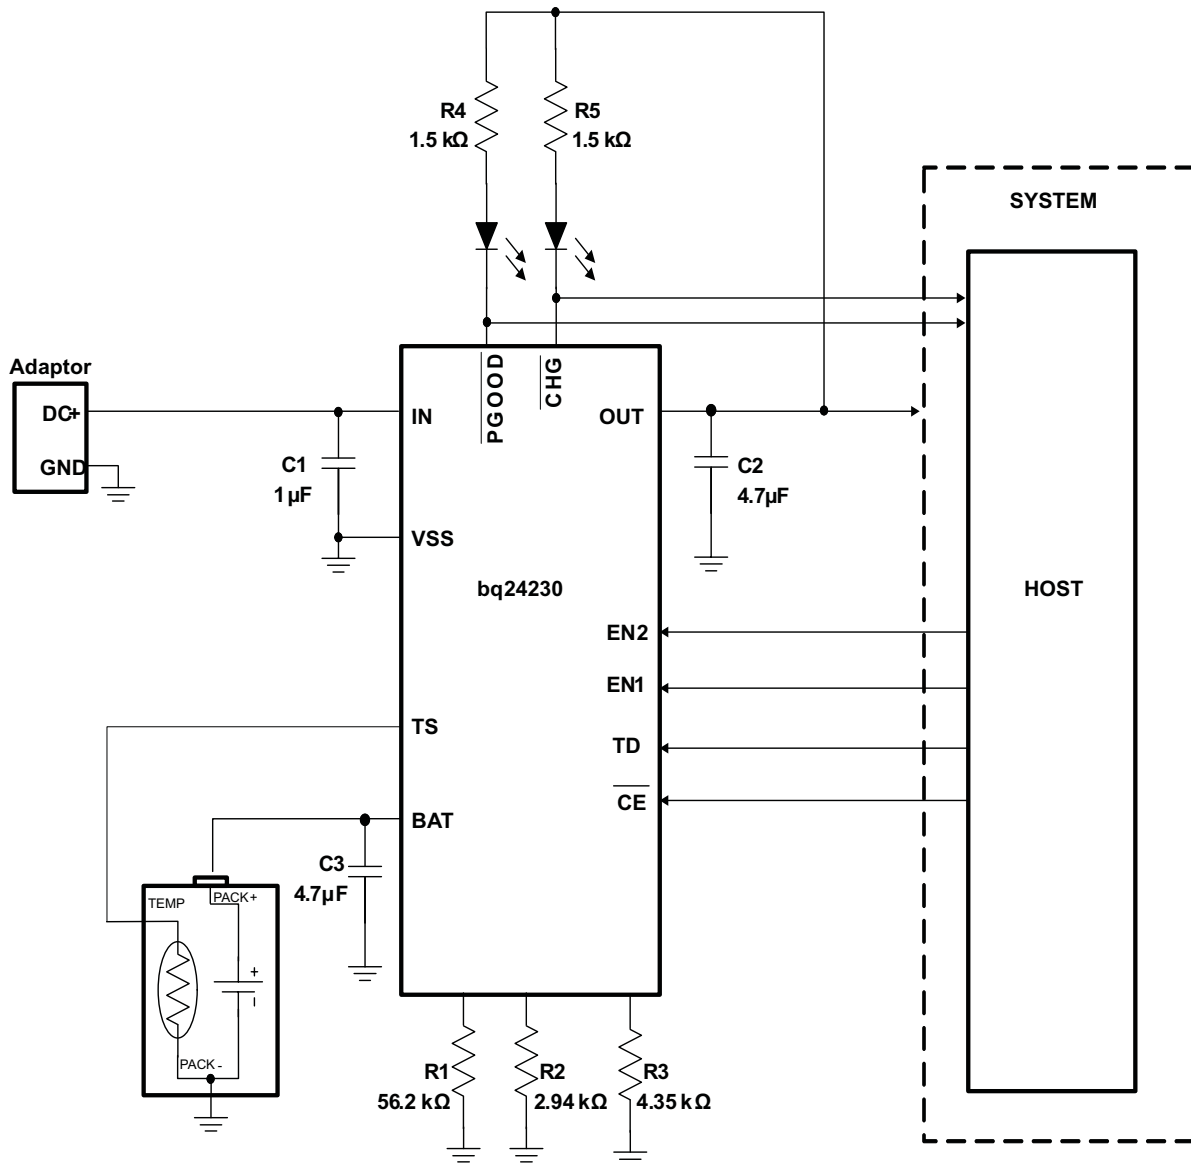 R4
1.5 kΩ
R5
1.5 kΩ
SYSTEM
Adaptor
DC+
GND
C1
1 µF
IN
PGOOD
CHG
OUT
C2
4.7µF
VSS
bq24230
HOST
EN2
EN1
TS
TD
CE
BAT
C3
4.7µF
TEMP
PACK+
+
–
PACK -
R1
56.2 kΩ
R2
2.94 kΩ
R3
4.35 kΩ